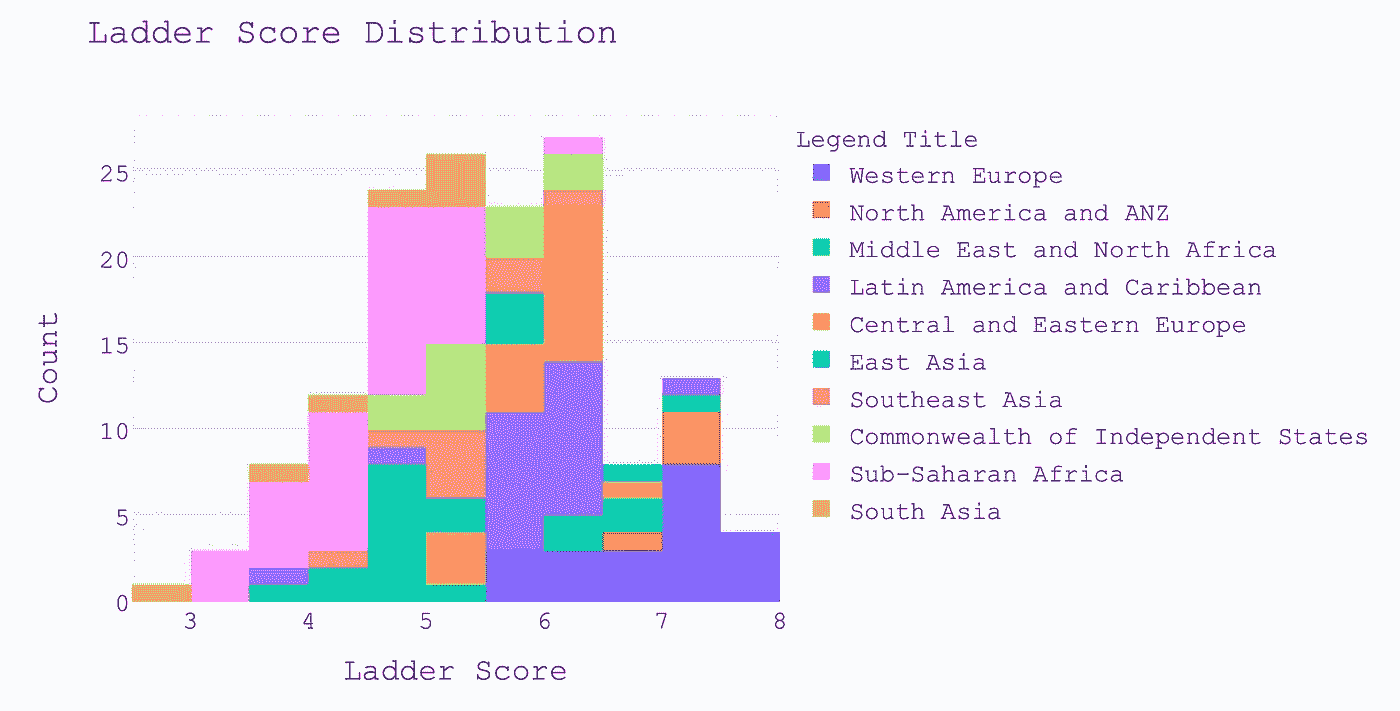 Ladder Score Distribution
Legend Title
Western Europe
North America and ANZ
Middle East and North Africa
Latin America and Caribbean
Central and Eastern Europe
East Asia
Southeast Asia
Commonwealth of Independent States
Sub-Saharan Africa
South Asia
Count
25
20
15
10
5
0
3 4 5 6 7 8
Ladder Score